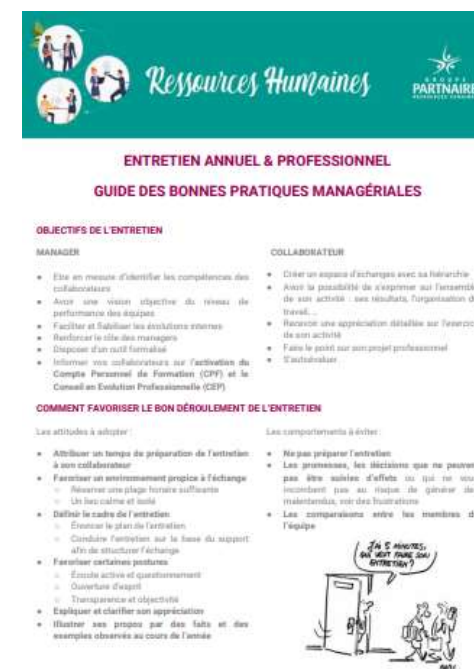 Ressources Humaines
GROUPE
PARTNAIRE
ENTRETIEN ANNUEL & PROFESSIONNEL
GUIDE DES BONNES PRATIQUES MANAGÉRIALES
OBJECTIFS DE L'ENTRETIEN
MANAGER
Etre en mesure d'identifier les compétences des
collaborateurs
Avoir une vision objective du niveau de
performance des équipes
Faciliter et fiabiliser les évolutions internes
Renforcer le rôle des managers
Disposer d'un outil formalisé
Informer vos collaborateurs sur l'activation du
Compte Personnel de Formation (CPF) et le
Conseil en Evolution Professionnelle (CEP)
COLLABORATEUR
Créer un espace d'échanges avec sa hiérarchie
Avoir la possibilité de s'exprimer sur l'ensemble
de son activité : ses résultats, l'organisation d
travail...
Recevoir une appréciation détaillée sur l'exercic
de son activité
Faire le point sur son projet professionnel
S'autoévaluer
COMMENT FAVORISER LE BON DÉROULEMENT DE L'ENTRETIEN
Les attitudes à adopter :
Attribuer un temps de préparation de l'entretien
à son collaborateur
Favoriser un environnement propice à l'échange
Réserver une plage horaire suffisante
Un lieu calme et isolé
Définir le cadre de l'entretien
Énoncer le plan de l'entretien
Conduire l'entretien sur la base du support
afin de structurer l'échange
Favoriser certaines postures
Écoute active et questionnement
Ouverture d'esprit
Transparence et objectivité
Expliquer et clarifier son appréciation
Illustrer ses propos par des faits et des
exemples observés au cours de l'année
Les comportements à éviter :
Ne pas préparer l'entretien
Les promesses, les décisions que ne peuven
pas être suivies d'effets ou qui ne vou
incombent pas au risque de générer de
malentendus, voir des frustrations
Les comparaisons entre les membres d
l'équipe
J'AI 5 MINUTES,
QUI VEUT FAIRE SON
ENTRETIEN ?